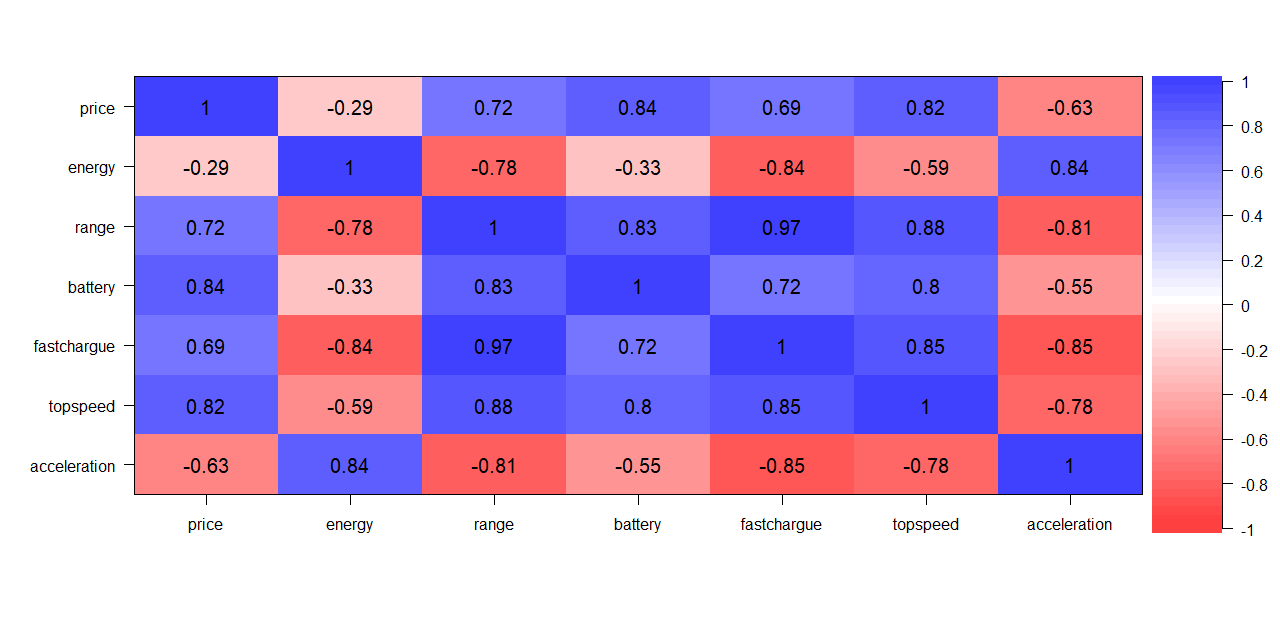 price 1 -0.29 0.72 0.84 0.69 0.82 -0.63
energy -0.29 1 -0.78 -0.33 -0.84 -0.59 0.84
range 0.72 -0.78 1 0.83 0.97 0.88 -0.81
battery 0.84 -0.33 0.83 1 0.72 0.8 -0.55
fastchargue 0.69 -0.84 0.97 0.72 1 0.85 -0.85
topspeed 0.82 -0.59 0.88 0.8 0.85 1 -0.78
acceleration -0.63 0.84 -0.81 -0.55 -0.85 -0.78 1
price energy range battery fastchargue topspeed acceleration
1
0.8
0.6
0.4
0.2
0
-0.2
-0.4
-0.6
-0.8
-1